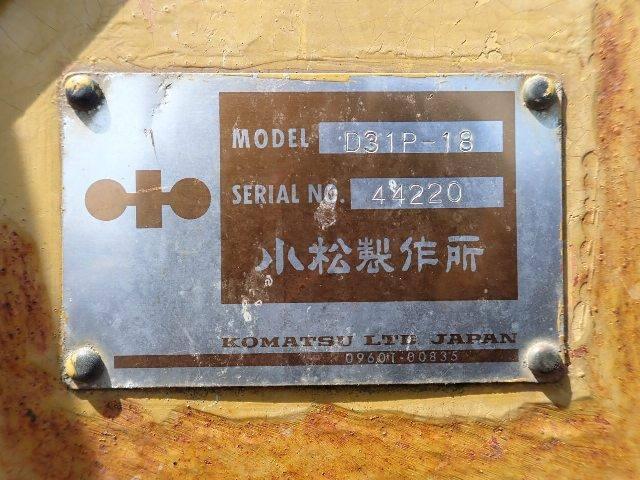 MODEL D31P-18
SERIAL NO. 44220
小松製作所
KOMATSU LTD. JAPAN
09601-00835